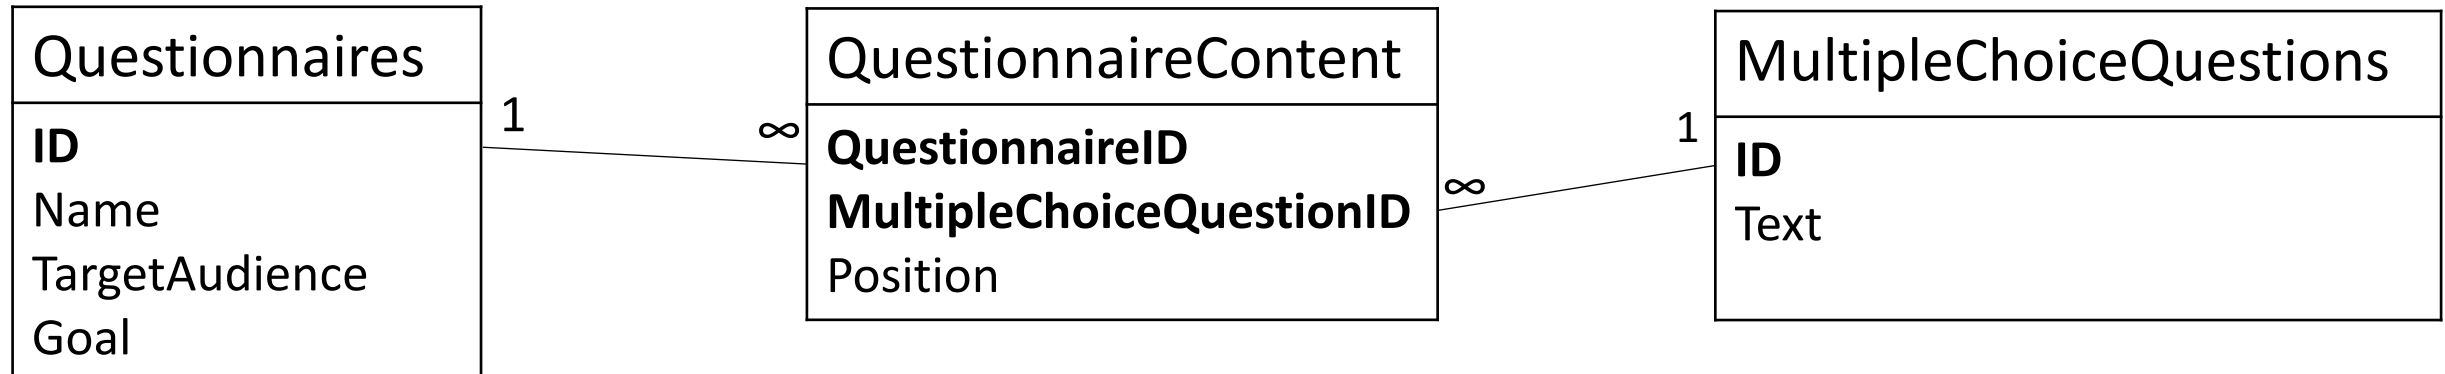 Questionnaires
ID
Name
TargetAudience
Goal
1
∞
QuestionnaireContent
QuestionnaireID
MultipleChoiceQuestionID
Position
∞
1
MultipleChoiceQuestions
ID
Text